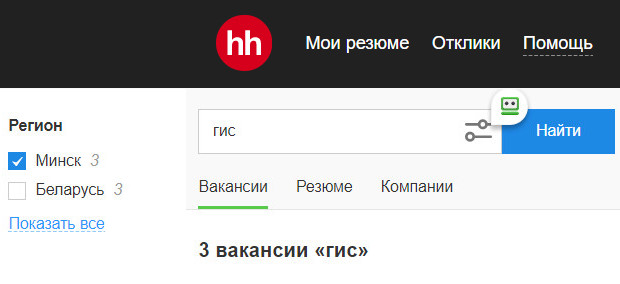 hh
Мои резюме Отклики Помощь
Регион
Минск 3
Беларусь 3
Показать все
гис
Найти
Вакансии Резюме Компании
3 вакансии «гис»